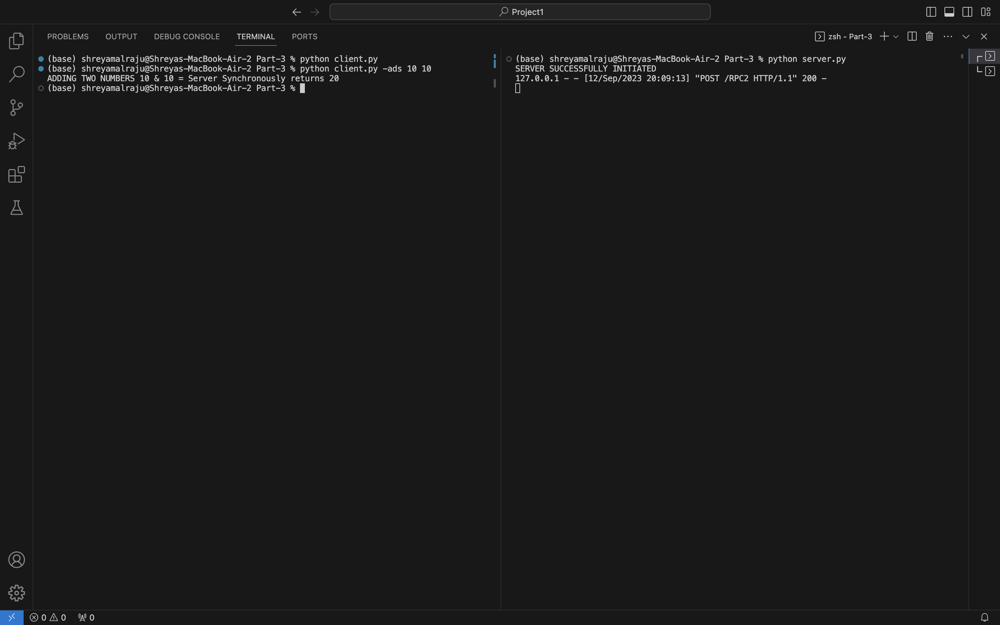 Project1
PROBLEMS OUTPUT DEBUG CONSOLE TERMINAL PORTS
zsh - Part-3
(base) shreyamalraju@Shreyas-MacBook-Air-2 Part-3 % python client.py
(base) shreyamalraju@Shreyas-MacBook-Air-2 Part-3 % python client.py -ads 10 10
ADDING TWO NUMBERS 10 & 10 = Server Synchronously returns 20
(base) shreyamalraju@Shreyas-MacBook-Air-2 Part-3 %
(base) shreyamalraju@Shreyas-MacBook-Air-2 Part-3 % python server.py
SERVER SUCCESSFULLY INITIATED
127.0.0.1 - - [12/Sep/2023 20:09:13] "POST /RPC2 HTTP/1.1" 200 -
0 0 0